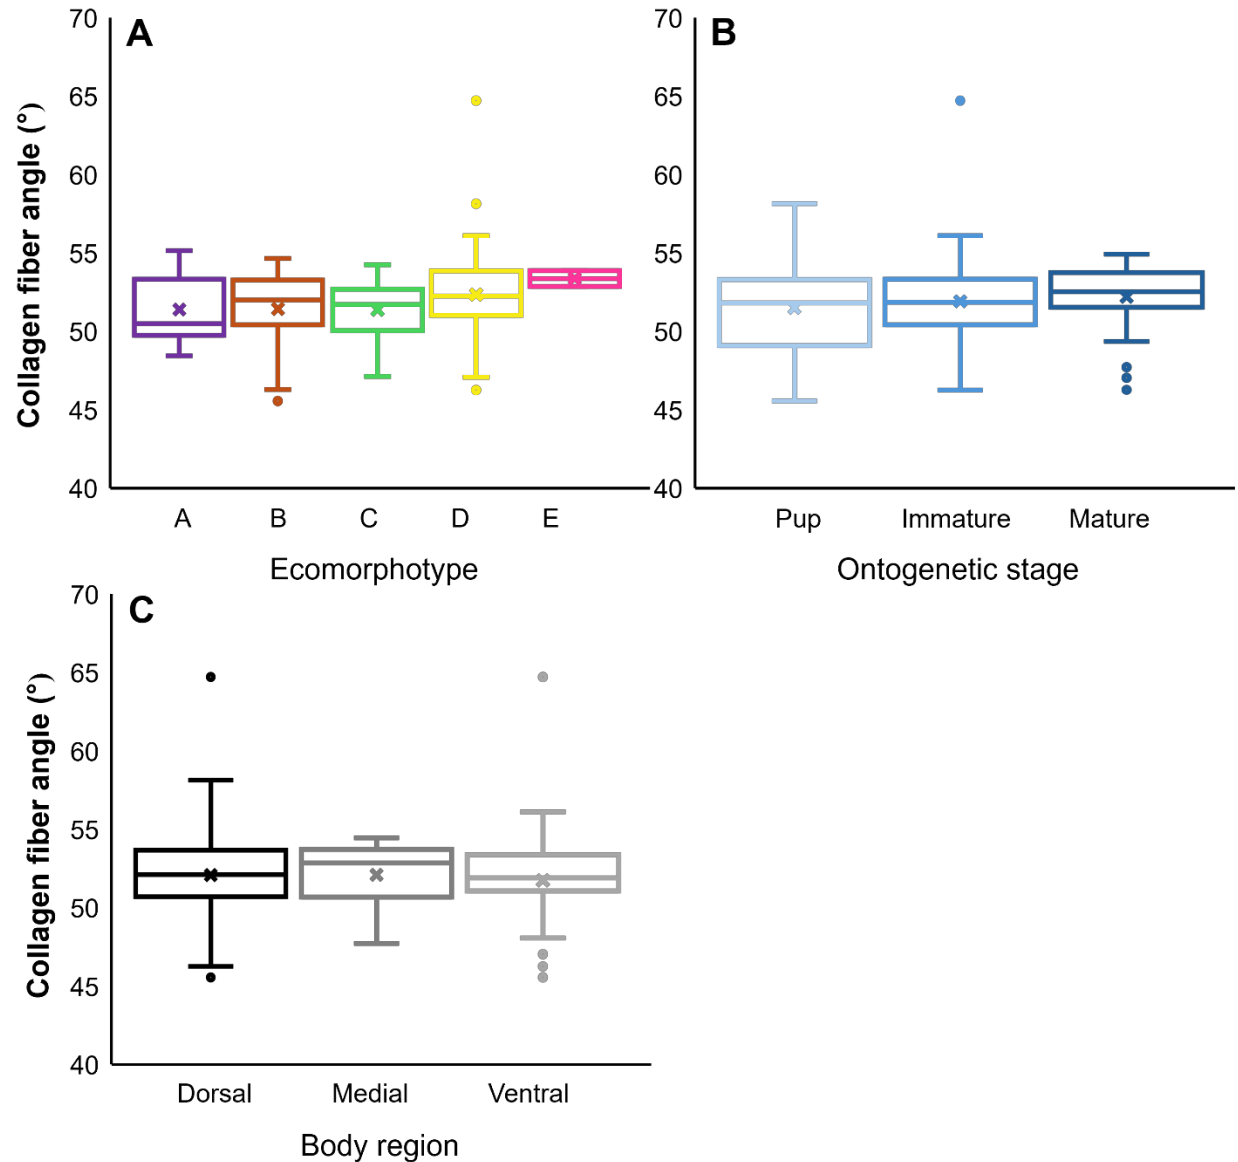 A
70
65
60
55
50
45
40
Collagen fiber angle (°)
A B C D E
Ecomorphotype
B
70
65
60
55
50
45
40
Pup Immature Mature
Ontogenetic stage
C
70
65
60
55
50
45
40
Collagen fiber angle (°)
Dorsal Medial Ventral
Body region